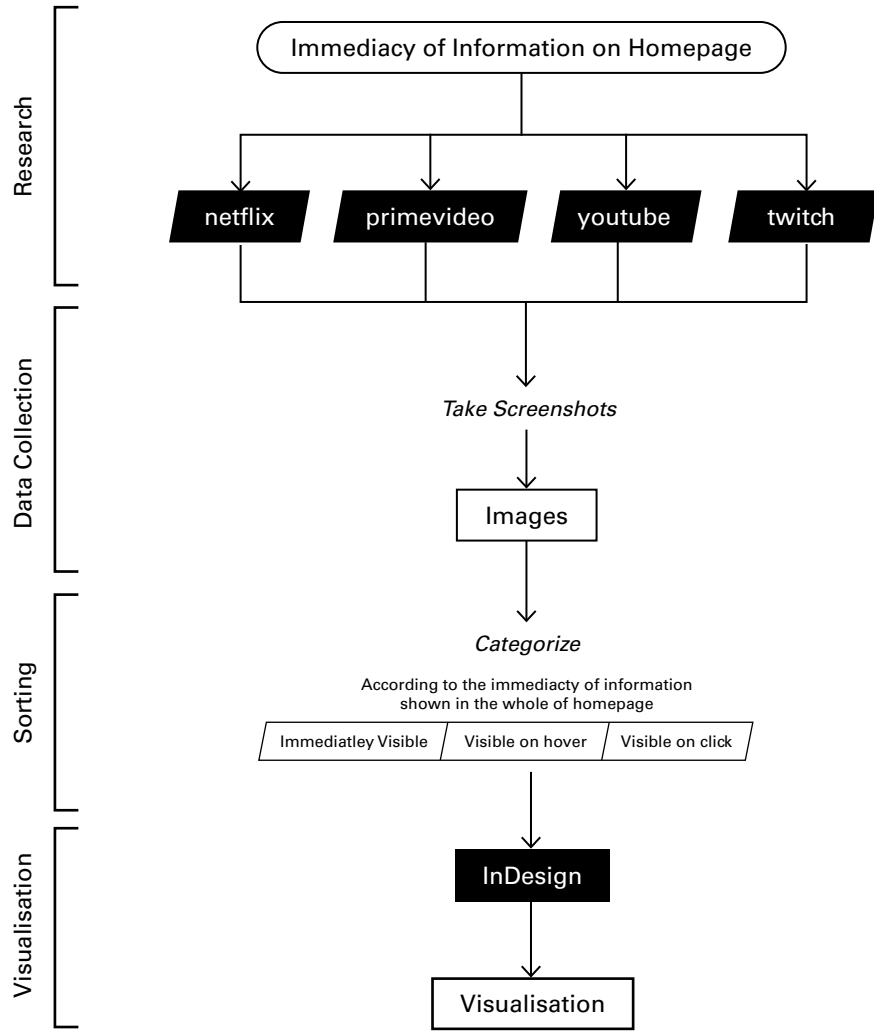 Research
Immediacy of Information on Homepage
netflix
primevideo
youtube
twitch
Data Collection
Take Screenshots
Images
Sorting
Categorize
According to the immediacty of information
shown in the whole of homepage
Immediatley Visible
Visible on hover
Visible on click
Visualisation
InDesign
Visualisation